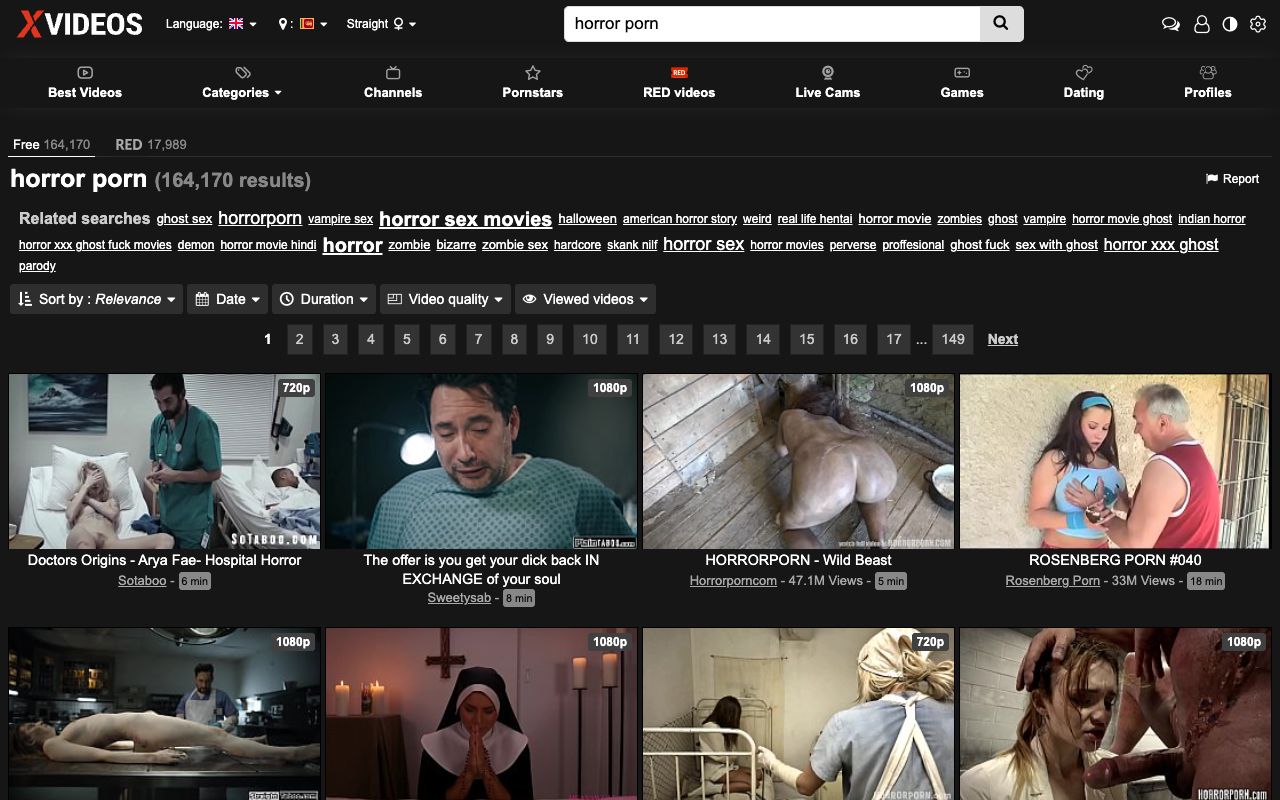 XVIDEOS
Language:
:
Straight
horror porn
Best Videos
Categories
Channels
Pornstars
RED
RED videos
Live Cams
Games
Dating
Profiles
Free 164,170
RED 17,989
horror porn (164,170 results)
Report
Related searches ghost sex horrorporn vampire sex horror sex movies halloween american horror story weird real life hentai horror movie zombies ghost vampire horror movie ghost indian horror
horror xxx ghost fuck movies demon horror movie hindi horror zombie bizarre zombie sex hardcore skank nilf horror sex horror movies perverse proffesional ghost fuck sex with ghost horror xxx ghost
parody
Sort by : Relevance
Date
Duration
Video quality
Viewed videos
1 2 3 4 5 6 7 8 9 10 11 12 13 14 15 16 17 ... 149 Next
720p
SoTaboo.com
Doctors Origins - Arya Fae- Hospital Horror
Sotaboo - 6 min
1080p
The offer is you get your dick back IN
EXCHANGE of your soul
Sweetysab - 8 min
1080p
HORRORPORN - Wild Beast
Horrorporncom - 47.1M Views - 5 min
ROSENBERG PORN #040
Rosenberg Porn - 33M Views - 18 min
1080p
1080p
720p
HORRORPORN.com
1080p
HORRORPORN.com